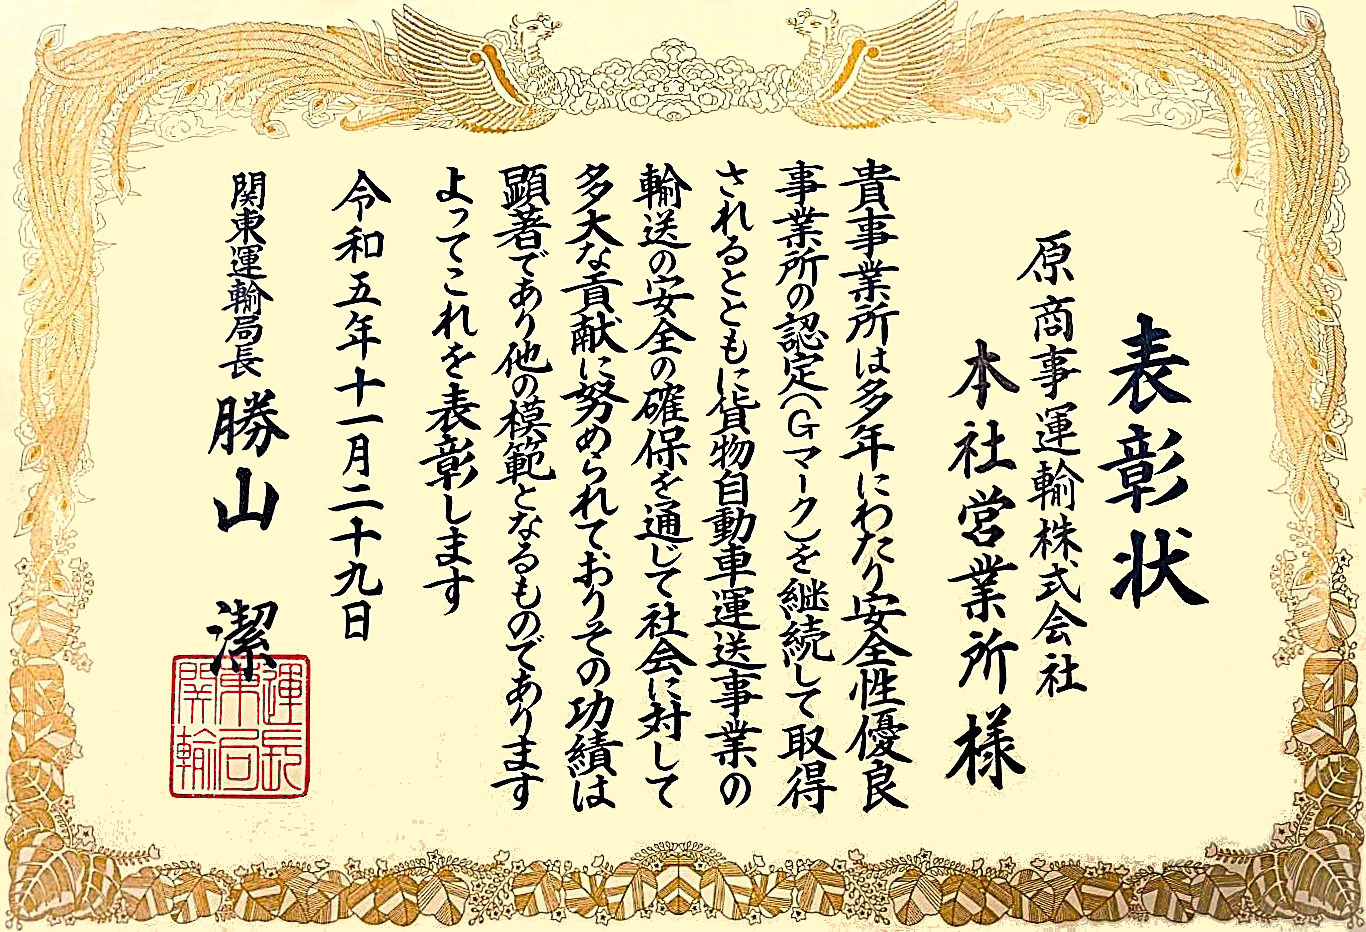 表彰状
原商事運輸株式会社
本社営業所様
貴事業所は多年にわたり安全性優良
事業所の認定(Gマーク)を継続して取得
されるとともに貨物自動車運送事業の
輸送の安全の確保を通じて社会に対して
多大な貢献に努められておりその功績は
顕著であり他の模範となるものであります
よってこれを表彰します
令和五年十一月二十九日
関東運輸局長 勝山 潔
運長
東局
関輸